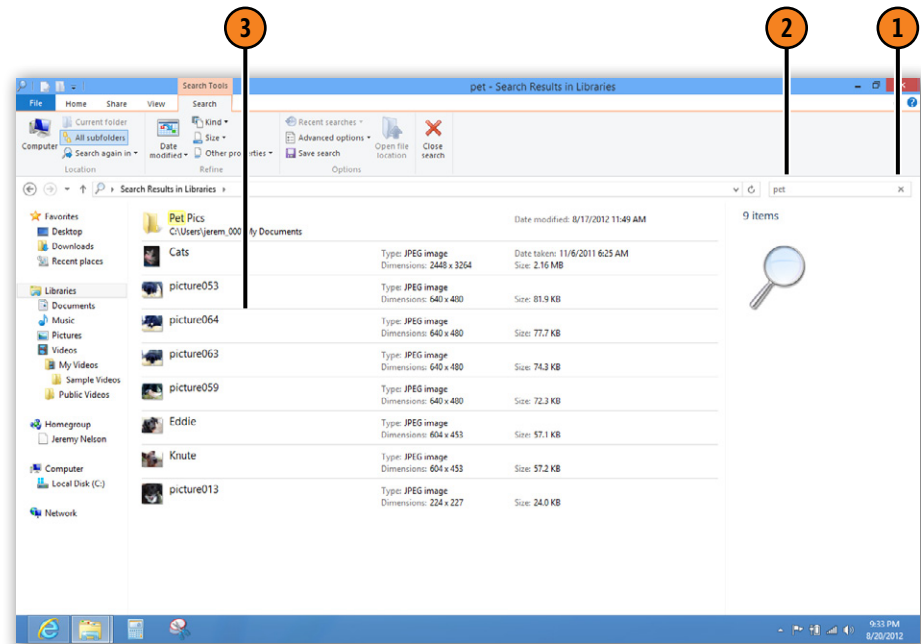 3
2
1
Search Tools
pet - Search Results in Libraries
File Home Share View Search
Computer
Current folder
All subfolders
Search again in
Location
Date modified
Kind
Size
Other properties
Refine
Recent searches
Advanced options
Save search
Options
Open file location
Close search
Search Results in Libraries
pet
Favorites
Desktop
Downloads
Recent places
Libraries
Documents
Music
Pictures
Videos
My Videos
Sample Videos
Public Videos
Homegroup
Jeremy Nelson
Computer
Local Disk (C:)
Network
Pet Pics
C:\Users\jerem_000\My Documents
Date modified: 8/17/2012 11:49 AM
Cats
Type: JPEG image
Dimensions: 2448 x 3264
Date taken: 11/6/2011 6:25 AM
Size: 2.16 MB
picture053
Type: JPEG image
Dimensions: 640 x 480
Size: 81.9 KB
picture064
Type: JPEG image
Dimensions: 640 x 480
Size: 77.7 KB
picture063
Type: JPEG image
Dimensions: 640 x 480
Size: 74.3 KB
picture059
Type: JPEG image
Dimensions: 640 x 480
Size: 72.3 KB
Eddie
Type: JPEG image
Dimensions: 604 x 453
Size: 57.1 KB
Knute
Type: JPEG image
Dimensions: 604 x 453
Size: 57.2 KB
picture013
Type: JPEG image
Dimensions: 224 x 227
Size: 24.0 KB
9 items
9:33 PM
8/20/2012